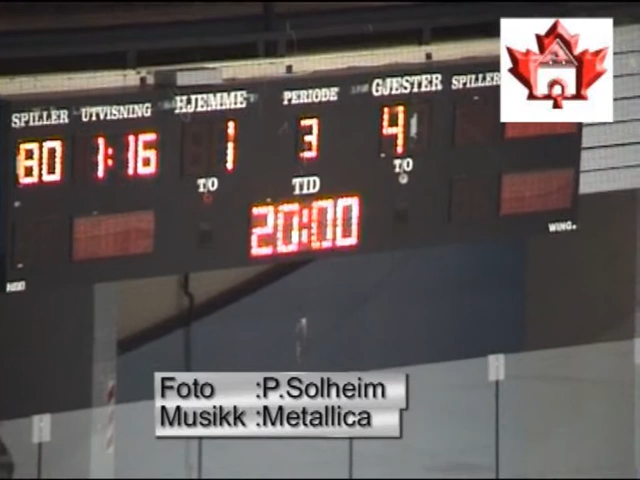 SPILLER UTVISNING HJEMME PERIODE GJESTER SPILLER
80 1:16 1 3 4
T/O T/O
TID
20:00
WING.
Foto :P.Solheim
Musikk :Metallica